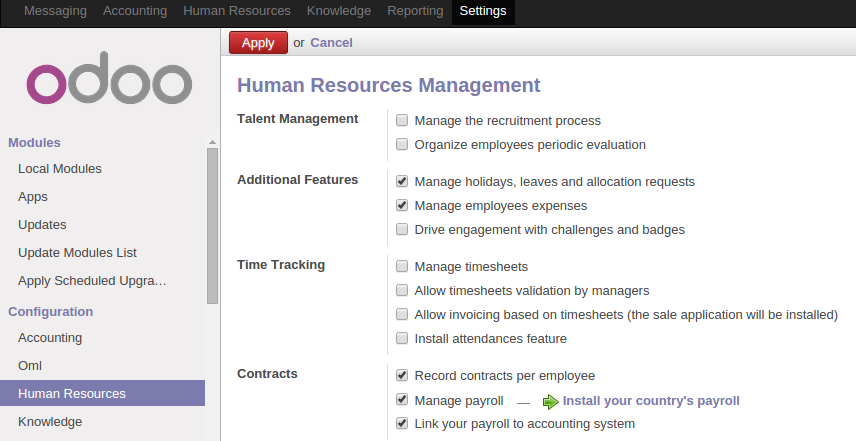 Messaging Accounting Human Resources Knowledge Reporting Settings
Apply or Cancel
odoo
Modules
Local Modules
Apps
Updates
Update Modules List
Apply Scheduled Upgra…
Configuration
Accounting
Oml
Human Resources
Knowledge
Human Resources Management
Talent Management
Manage the recruitment process
Organize employees periodic evaluation
Additional Features
Manage holidays, leaves and allocation requests
Manage employees expenses
Drive engagement with challenges and badges
Time Tracking
Manage timesheets
Allow timesheets validation by managers
Allow invoicing based on timesheets (the sale application will be installed)
Install attendances feature
Contracts
Record contracts per employee
Manage payroll — Install your country's payroll
Link your payroll to accounting system